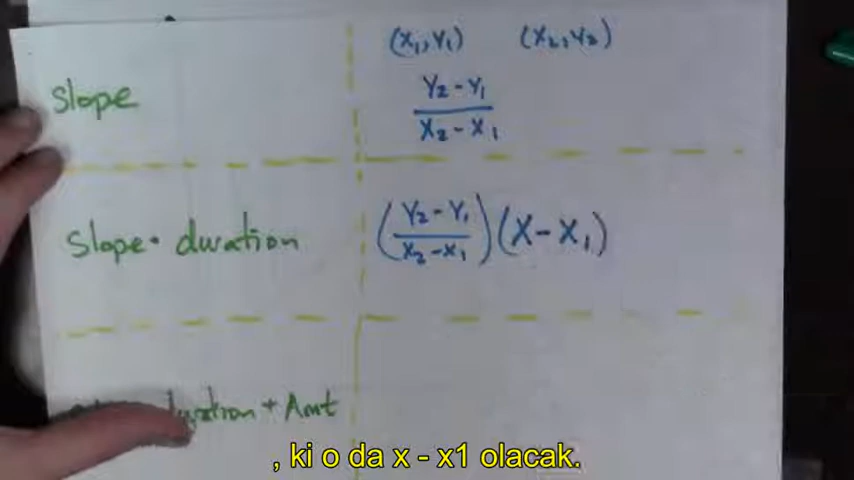 (X₁,Y₁) (X₂,Y₂)
Slope
Y₂-Y₁
X₂-X₁
Slope • duration
(Y₂-Y₁ / X₂-X₁)(X-X₁)
duration + Amt
, ki o da x - x1 olacak.